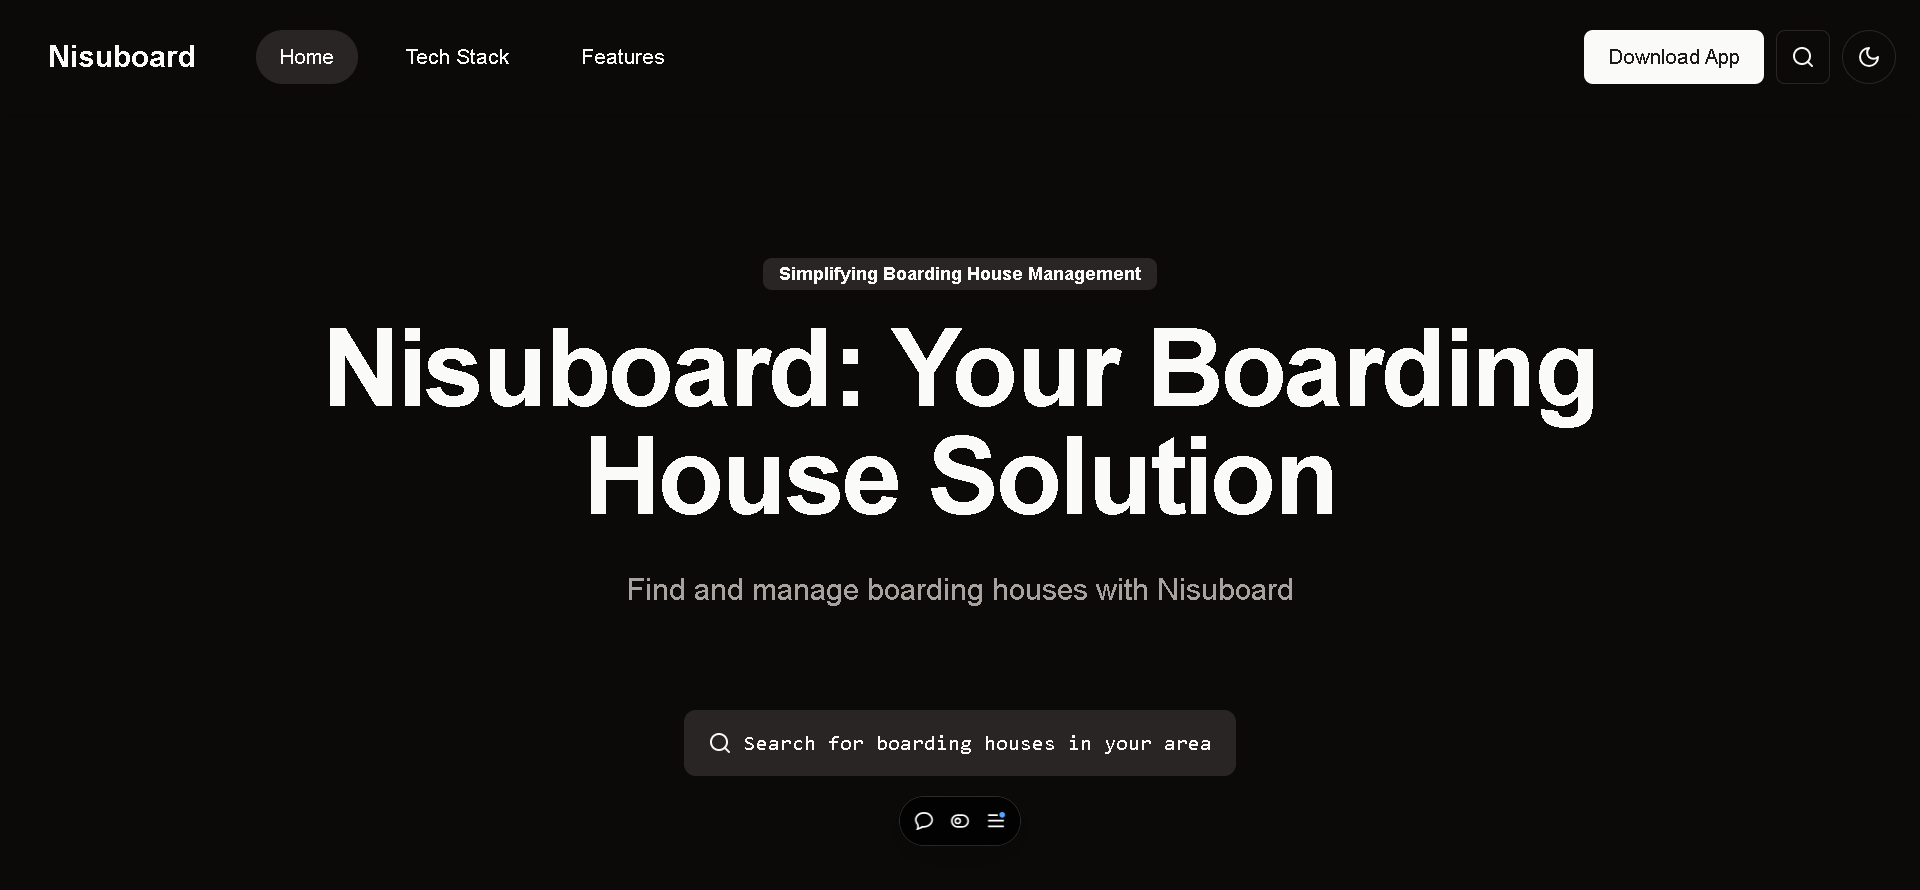 Nisuboard
Home
Tech Stack
Features
Download App
Simplifying Boarding House Management
Nisuboard: Your Boarding
House Solution
Find and manage boarding houses with Nisuboard
Search for boarding houses in your area